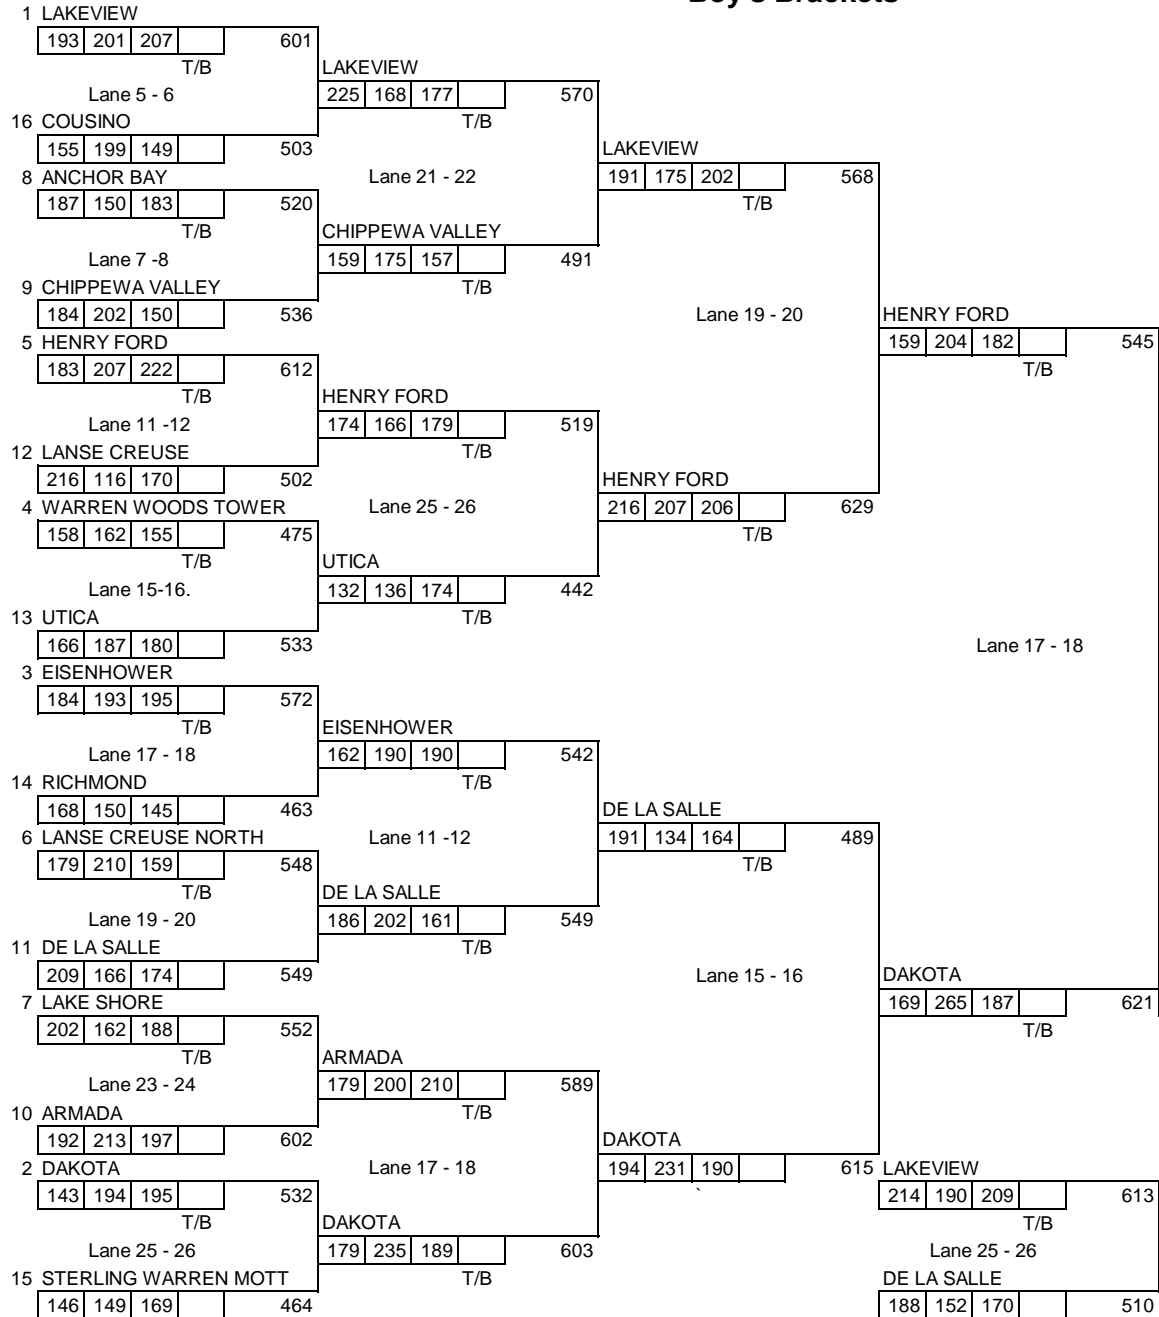 Boy's Brackets
1 LAKEVIEW
193 201 207 601
T/B
Lane 5 - 6
16 COUSINO
155 199 149 503
8 ANCHOR BAY
187 150 183 520
T/B
Lane 7 -8
9 CHIPPEWA VALLEY
184 202 150 536
5 HENRY FORD
183 207 222 612
T/B
Lane 11 -12
12 LANSE CREUSE
216 116 170 502
4 WARREN WOODS TOWER
158 162 155 475
T/B
Lane 15-16.
13 UTICA
166 187 180 533
3 EISENHOWER
184 193 195 572
T/B
Lane 17 - 18
14 RICHMOND
168 150 145 463
6 LANSE CREUSE NORTH
179 210 159 548
T/B
Lane 19 - 20
11 DE LA SALLE
209 166 174 549
7 LAKE SHORE
202 162 188 552
T/B
Lane 23 - 24
10 ARMADA
192 213 197 602
2 DAKOTA
143 194 195 532
T/B
Lane 25 - 26
15 STERLING WARREN MOTT
146 149 169 464
LAKEVIEW
225 168 177 570
T/B
Lane 21 - 22
CHIPPEWA VALLEY
159 175 157 491
T/B
HENRY FORD
174 166 179 519
T/B
Lane 25 - 26
UTICA
132 136 174 442
T/B
EISENHOWER
162 190 190 542
T/B
Lane 11 -12
DE LA SALLE
186 202 161 549
T/B
ARMADA
179 200 210 589
T/B
Lane 17 - 18
DAKOTA
179 235 189 603
T/B
LAKEVIEW
191 175 202 568
T/B
Lane 19 - 20
HENRY FORD
216 207 206 629
T/B
DE LA SALLE
191 134 164 489
T/B
Lane 15 - 16
DAKOTA
194 231 190 615
`
HENRY FORD
159 204 182 545
T/B
Lane 17 - 18
DAKOTA
169 265 187 621
T/B
LAKEVIEW
214 190 209 613
T/B
Lane 25 - 26
DE LA SALLE
188 152 170 510